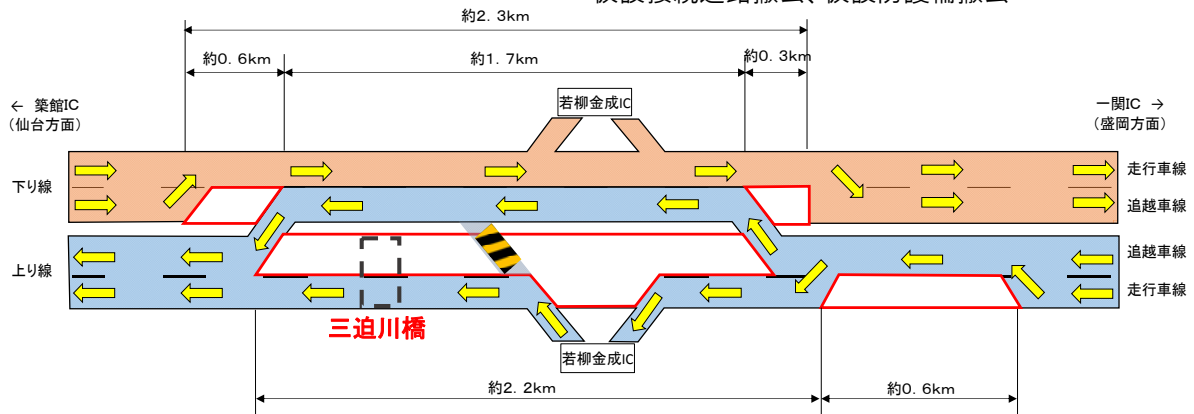 約2.3km
約0.6km
約1.7km
約0.3km
← 築館IC
(仙台方面)
若柳金成IC
一関IC →
(盛岡方面)
下り線
走行車線
追越車線
上り線
追越車線
走行車線
三迫川橋
若柳金成IC
約2.2km
約0.6km